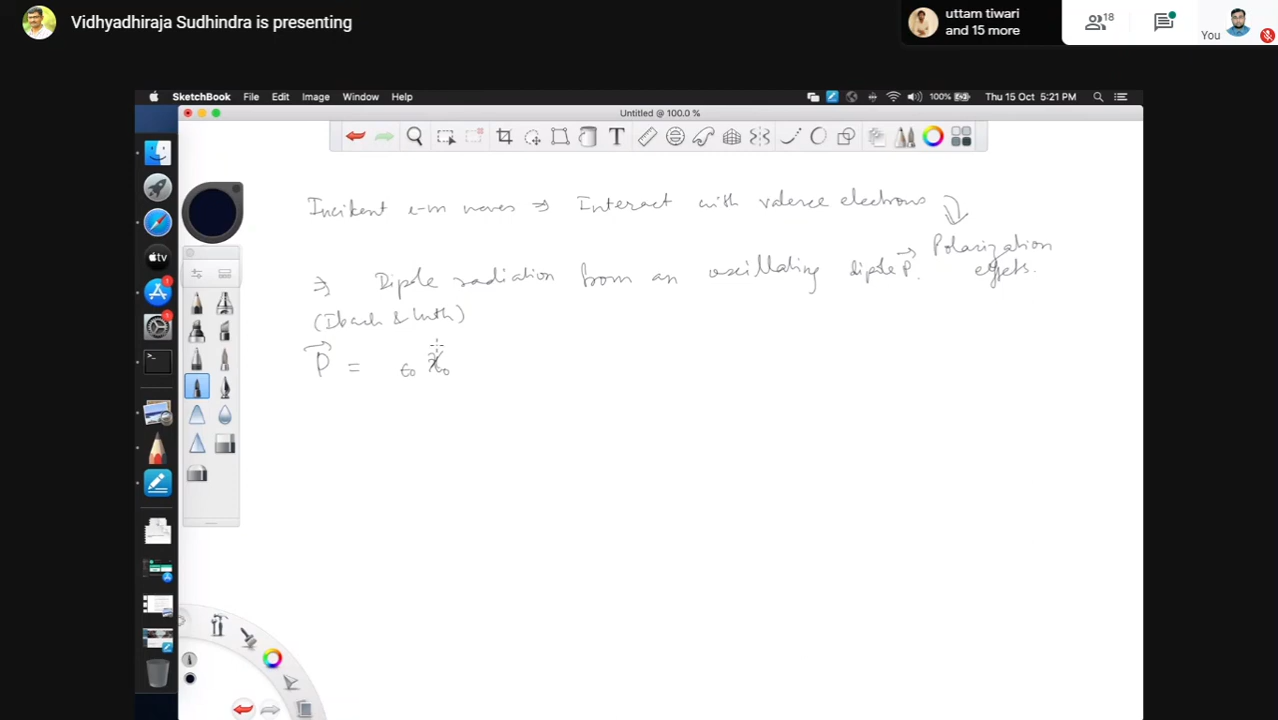 Vidhyadhiraja Sudhindra is presenting
uttam tiwari
and 15 more
18
You
SketchBook File Edit Image Window Help
100% Thu 15 Oct 5:21 PM
Untitled @ 100.0 %
Incident e-m waves ⇒ Interact with valence electrons
Polarization effects.
⇒ Dipole radiation from an oscillating dipole P⃗.
(Ibach & Luth)
P⃗ = ϵ₀ χ₀
tv